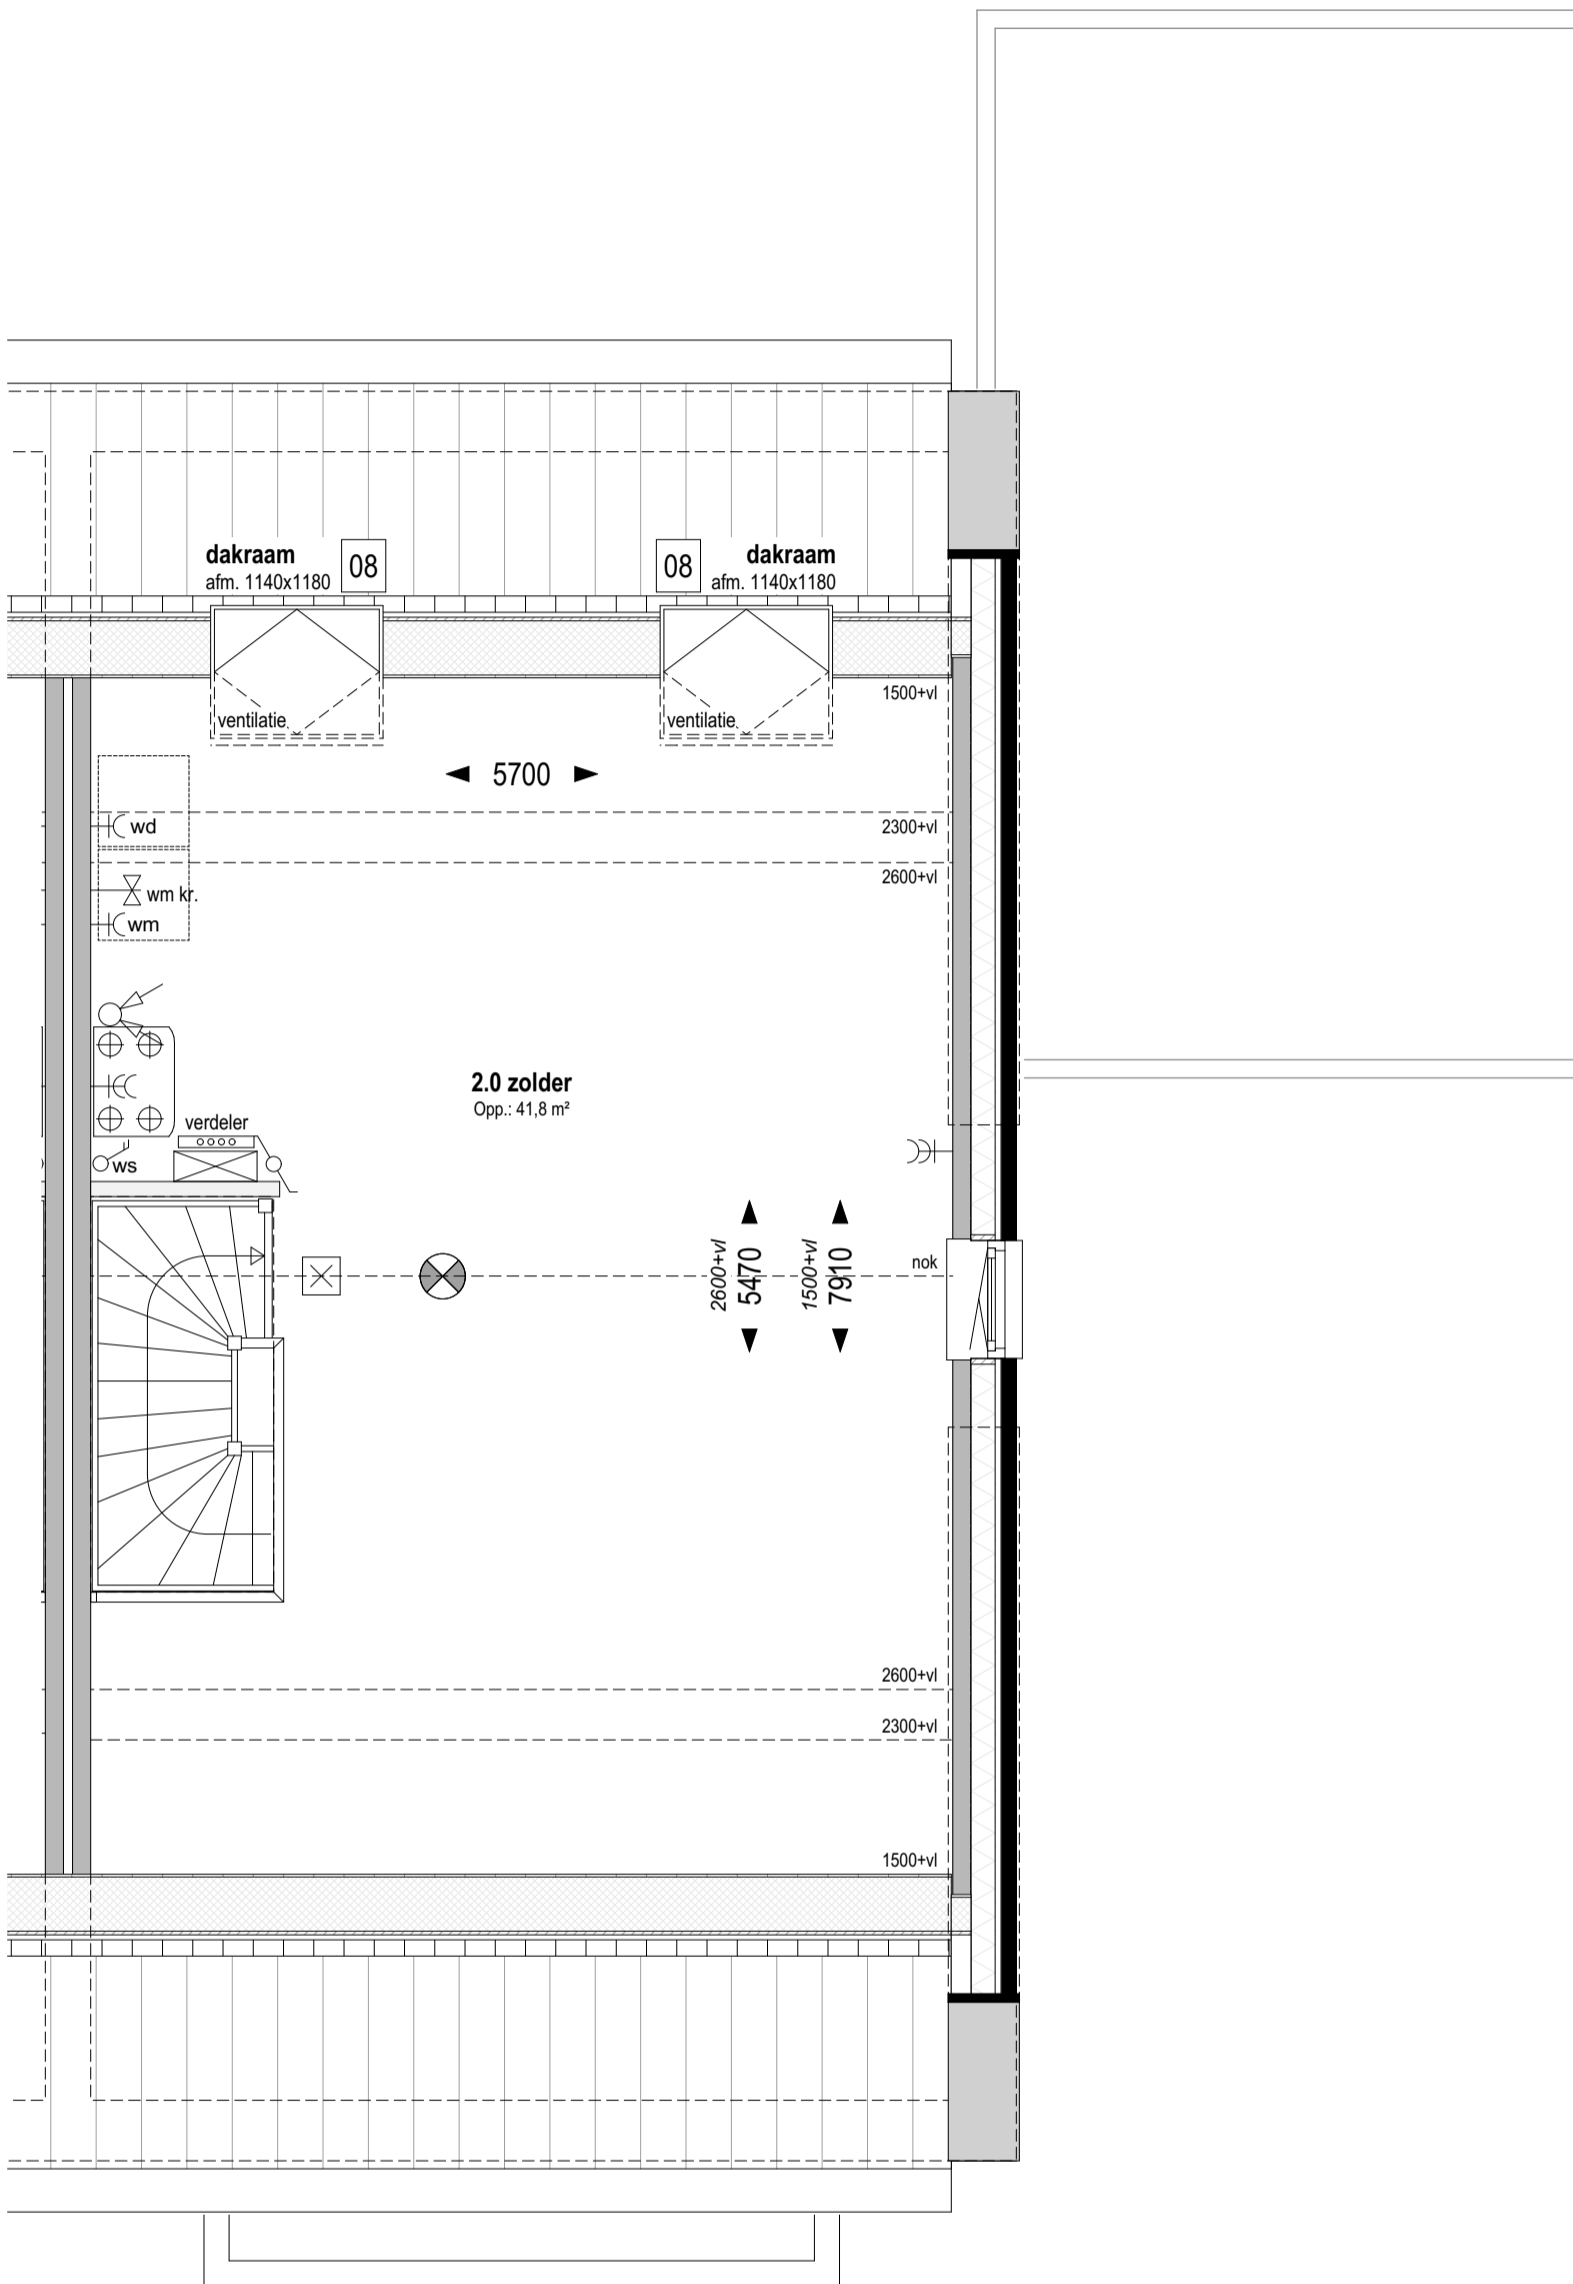 dakraam
afm. 1140x1180
08
08
dakraam
afm. 1140x1180
1500+vl
ventilatie
ventilatie
5700
wd
2300+vl
2600+vl
wm kr.
wm
2.0 zolder
Opp.: 41,8 m²
verdeler
ws
2600+vl
5470
1500+vl
7910
nok
2600+vl
2300+vl
1500+vl